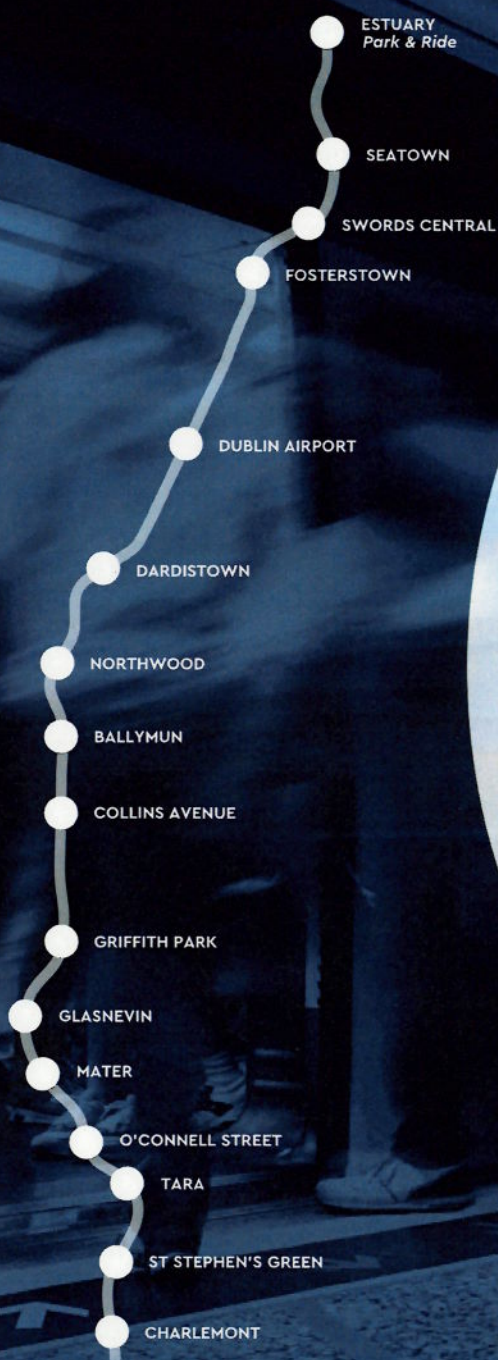 ESTUARY
Park & Ride
SEATOWN
SWORDS CENTRAL
FOSTERSTOWN
DUBLIN AIRPORT
DARDISTOWN
NORTHWOOD
BALLYMUN
COLLINS AVENUE
GRIFFITH PARK
GLASNEVIN
MATER
O'CONNELL STREET
TARA
ST STEPHEN'S GREEN
CHARLEMONT